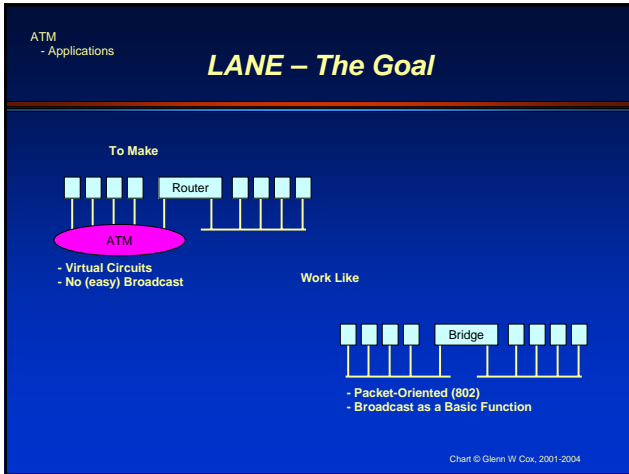 ATM
- Applications
LANE – The Goal
To Make
Router
ATM
- Virtual Circuits
- No (easy) Broadcast
Work Like
Bridge
- Packet-Oriented (802)
- Broadcast as a Basic Function
Chart © Glenn W Cox, 2001-2004